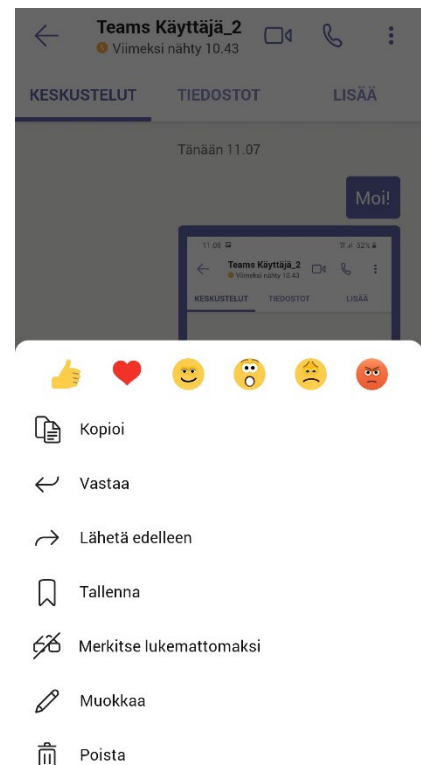 Teams Käyttäjä_2
Viimeksi nähty 10.43
KESKUSTELUT TIEDOSTOT LISÄÄ
Tänään 11.07
Moi!
11.08 32%
Teams Käyttäjä_2
Viimeksi nähty 10.43
KESKUSTELUT TIEDOSTOT LISÄÄ
Kopioi
Vastaa
Lähetä edelleen
Tallenna
Merkitse lukemattomaksi
Muokkaa
Poista